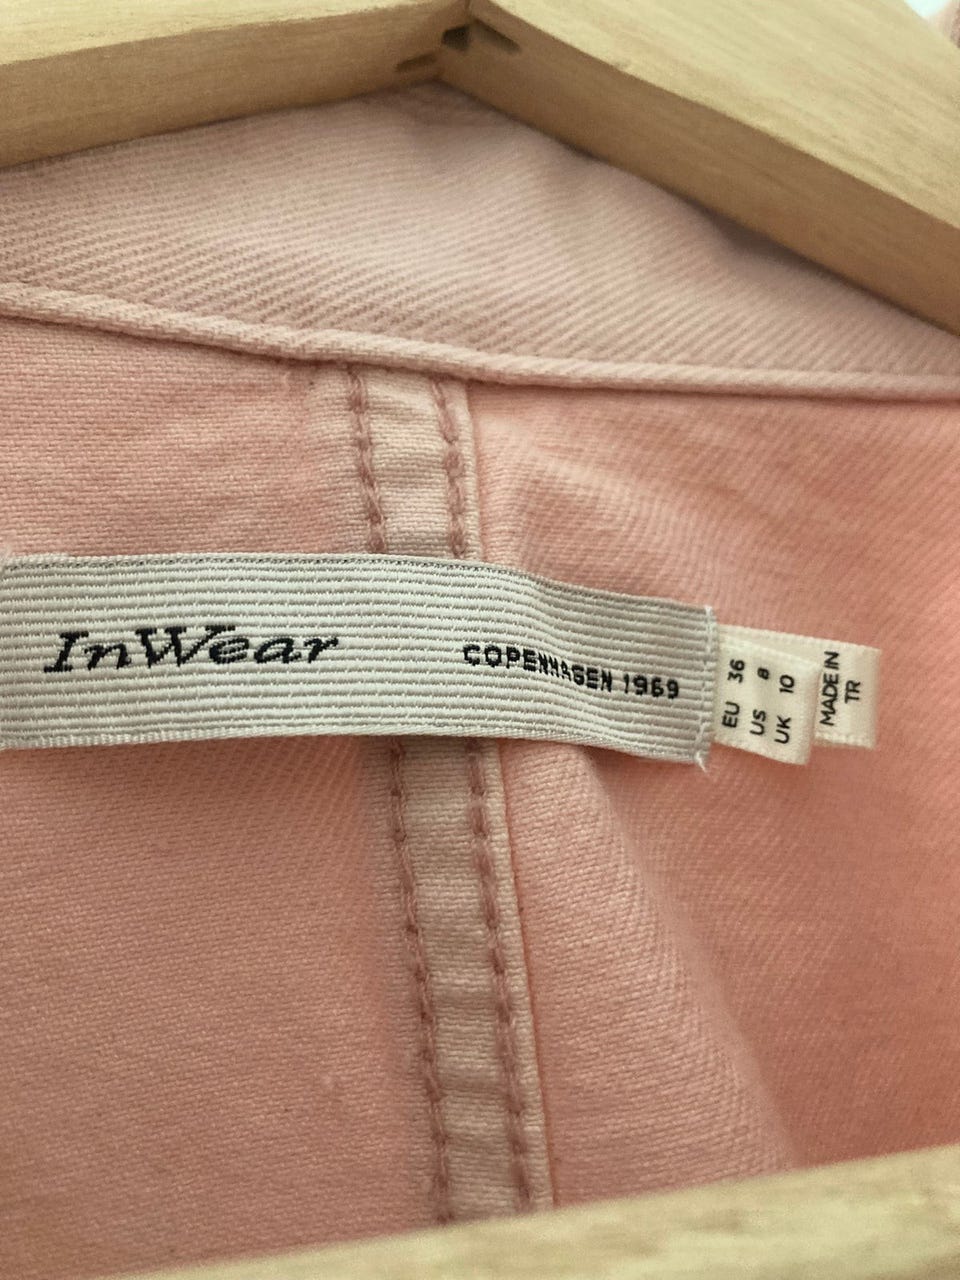 InWear
COPENHAGEN 1969
EU 36
US 8
UK 10
MADE IN
TR